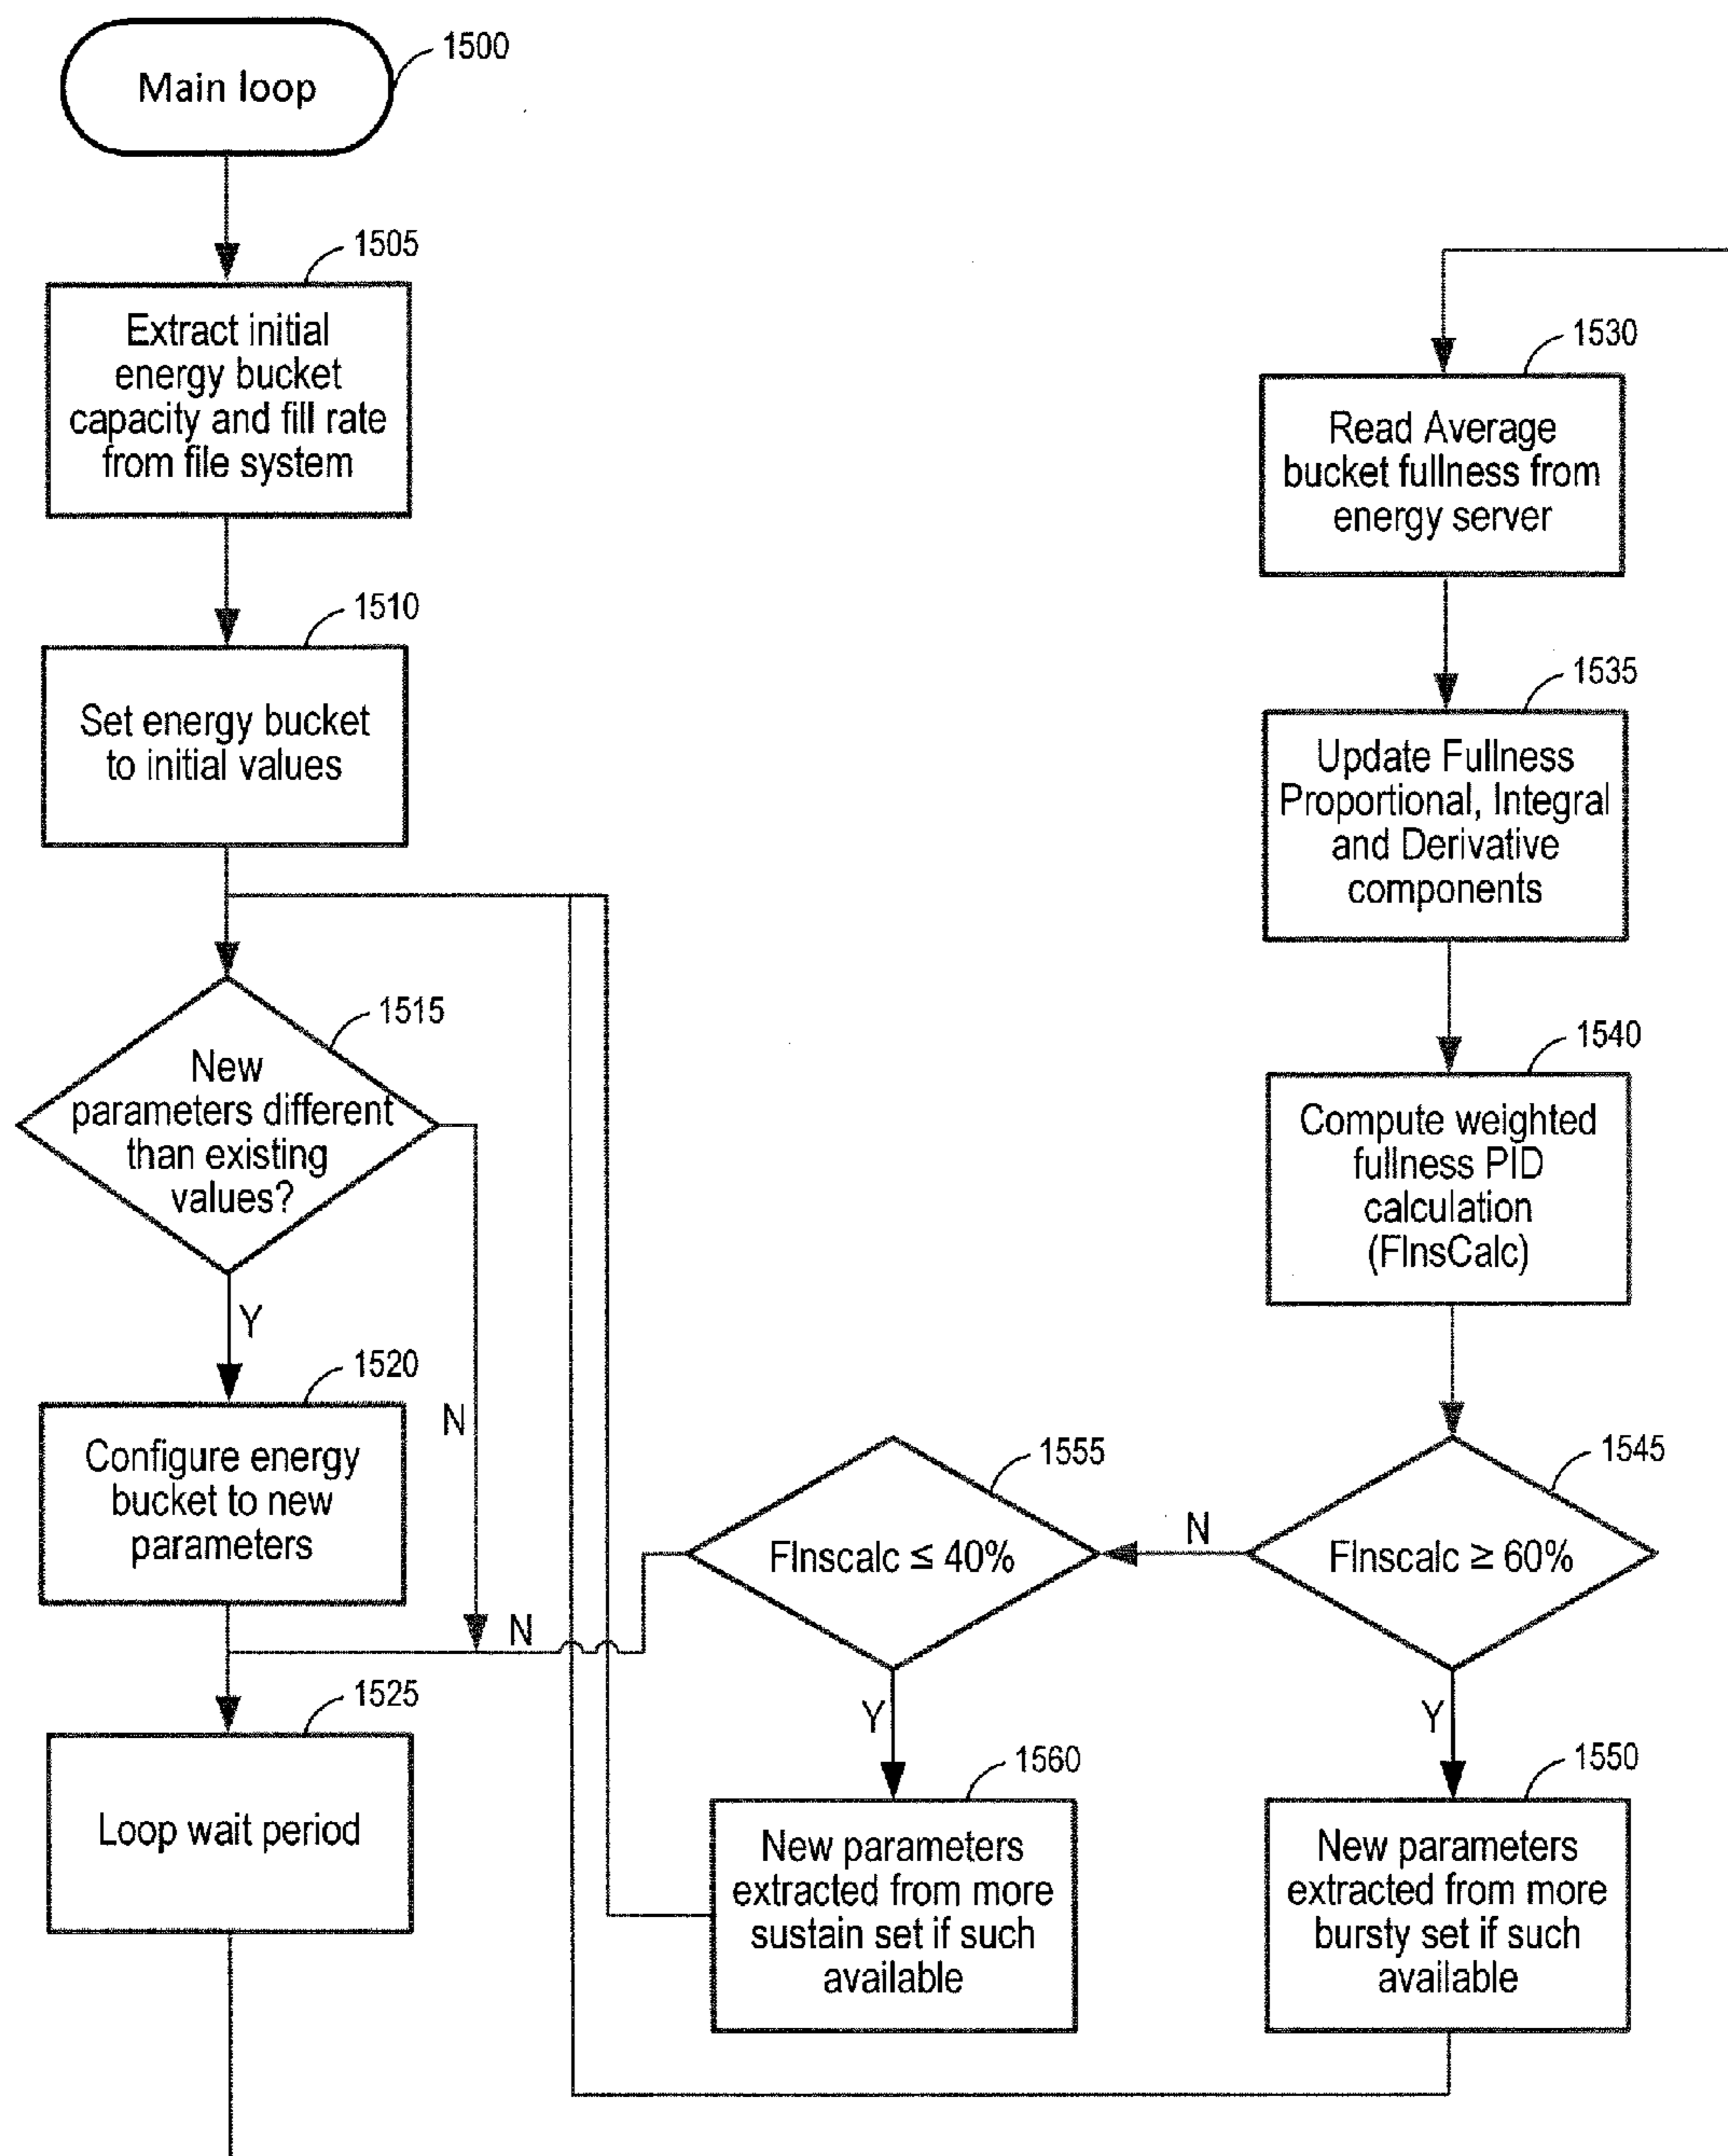 1500
Main loop
1505
Extract initial
energy bucket
capacity and fill rate
from file system
1510
Set energy bucket
to initial values
1515
New
parameters different
than existing
values?
Y
N
1520
Configure energy
bucket to new
parameters
N
1525
Loop wait period
1530
Read Average
bucket fullness from
energy server
1535
Update Fullness
Proportional, Integral
and Derivative
components
1540
Compute weighted
fullness PID
calculation
(FlnsCalc)
1545
Flnscalc ≥ 60%
N
Y
1555
Flnscalc ≤ 40%
Y
1560
New parameters
extracted from more
sustain set if such
available
1550
New parameters
extracted from more
bursty set if such
available